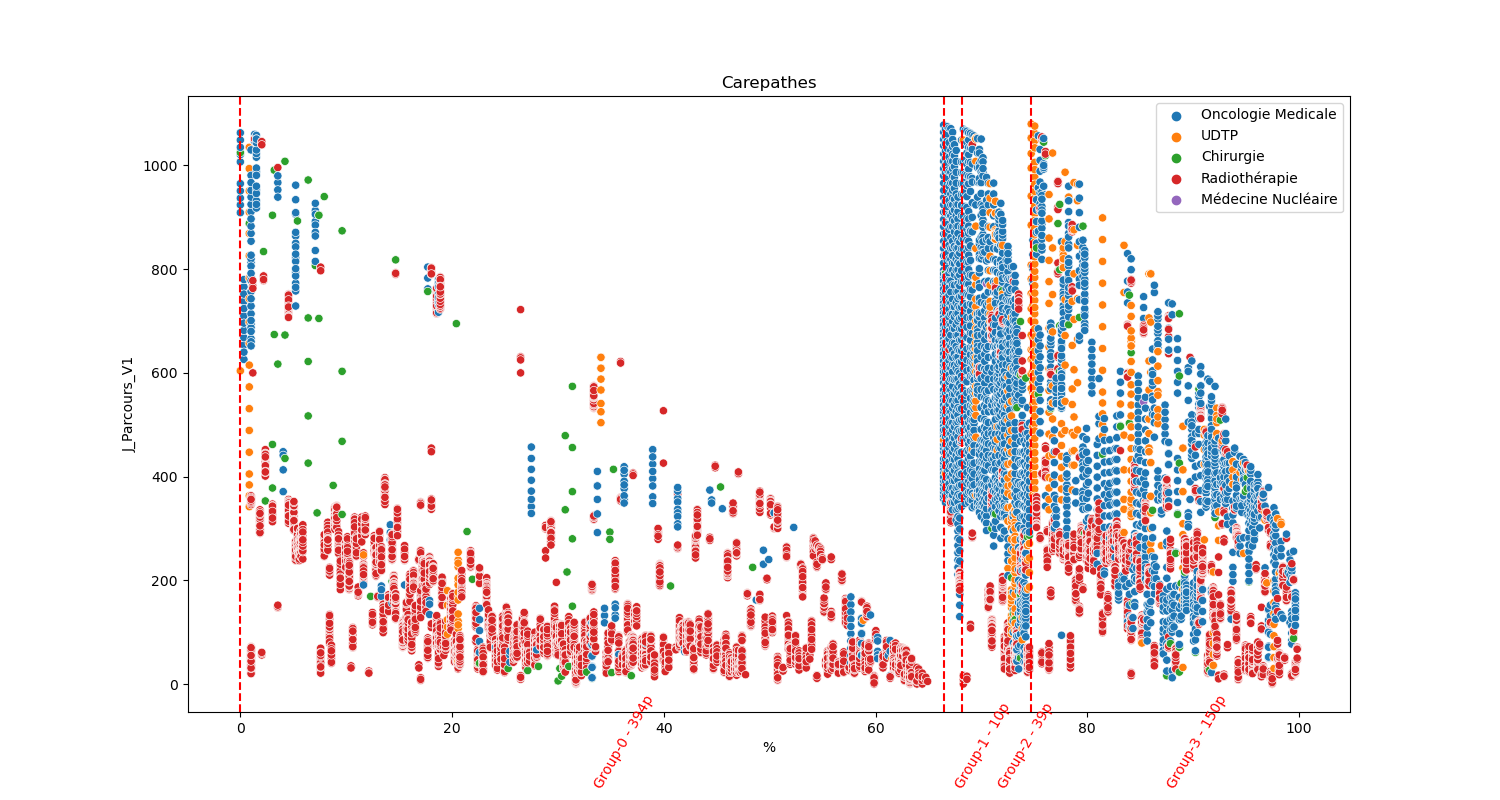 Carepathes
Oncologie Medicale
UDTP
Chirurgie
Radiothérapie
Médecine Nucléaire
J_Parcours_V1
1000
800
600
400
200
0
0 20 40 60 80 100
%
Group-0 - 394p
Group-1 - 10p
Group-2 - 39p
Group-3 - 150p